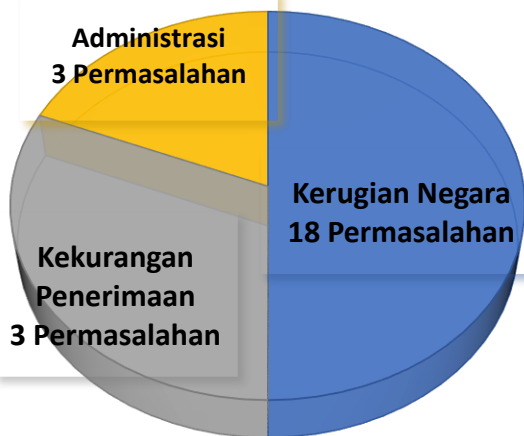 Administrasi
3 Permasalahan
Kerugian Negara
18 Permasalahan
Kekurangan
Penerimaan
3 Permasalahan